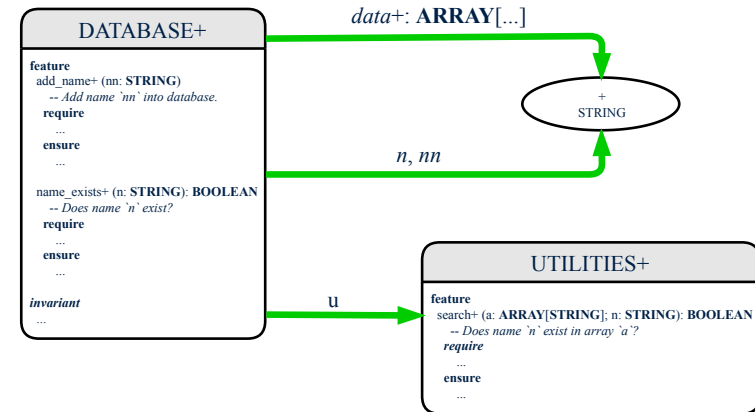 DATABASE+
feature
add_name+ (nn: STRING)
-- Add name `nn` into database.
require
...
ensure
...
name_exists+ (n: STRING): BOOLEAN
-- Does name `n` exist?
require
...
ensure
...
invariant
...
data+: ARRAY[...]
+
STRING
n, nn
u
UTILITIES+
feature
search+ (a: ARRAY[STRING]; n: STRING): BOOLEAN
-- Does name `n` exist in array `a`?
require
...
ensure
...